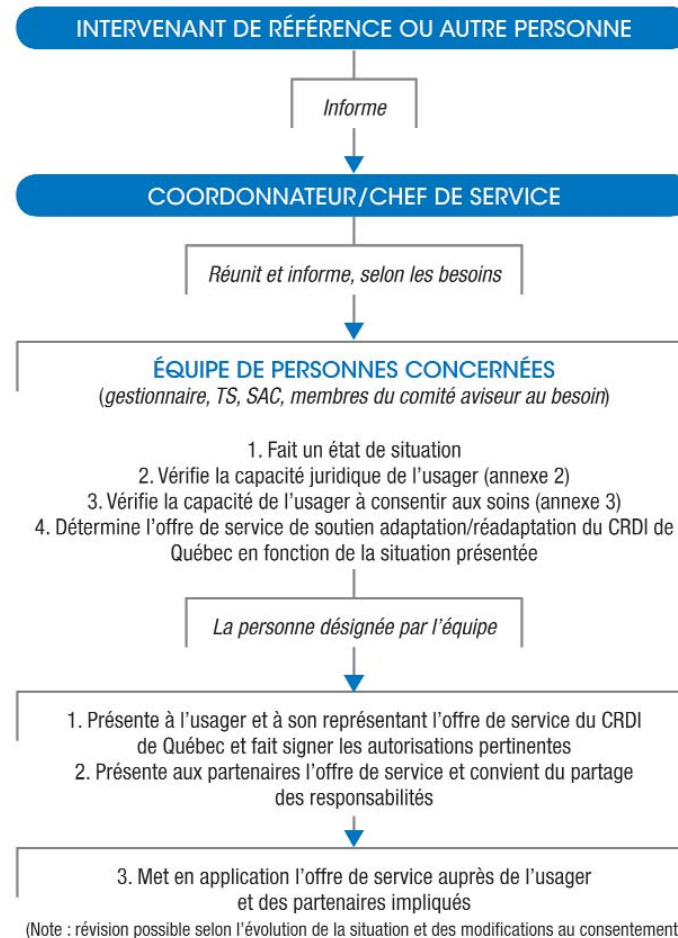 INTERVENANT DE RÉFÉRENCE OU AUTRE PERSONNE
Informe
COORDONNATEUR/CHEF DE SERVICE
Réunit et informe, selon les besoins
ÉQUIPE DE PERSONNES CONCERNÉES
(gestionnaire, TS, SAC, membres du comité aviseur au besoin)
1. Fait un état de situation
2. Vérifie la capacité juridique de l'usager (annexe 2)
3. Vérifie la capacité de l'usager à consentir aux soins (annexe 3)
4. Détermine l'offre de service de soutien adaptation/réadaptation du CRDI de
Québec en fonction de la situation présentée
La personne désignée par l'équipe
1. Présente à l'usager et à son représentant l'offre de service du CRDI
de Québec et fait signer les autorisations pertinentes
2. Présente aux partenaires l'offre de service et convient du partage
des responsabilités
3. Met en application l'offre de service auprès de l'usager
et des partenaires impliqués
(Note : révision possible selon l'évolution de la situation et des modifications au consentement